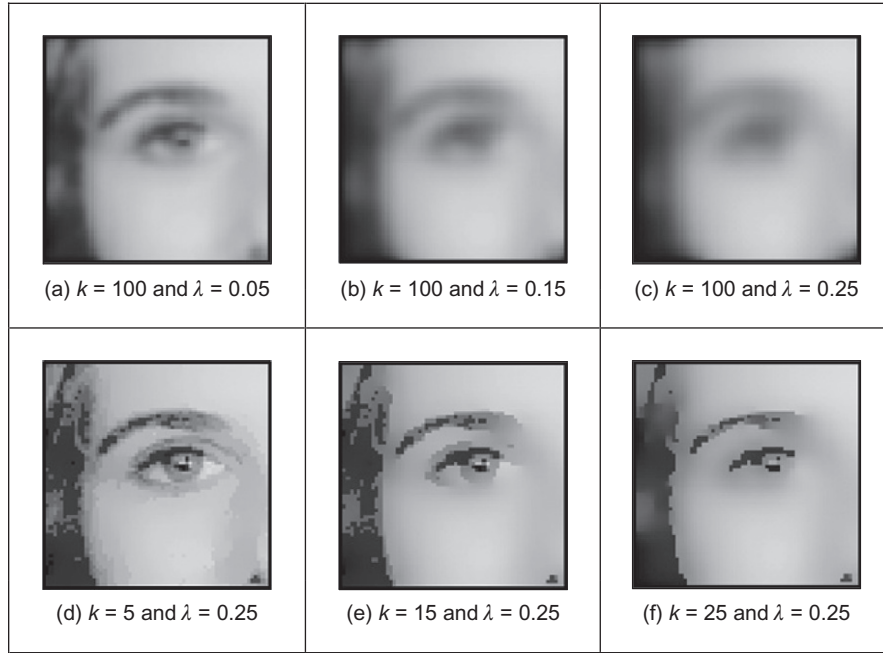 (a) k = 100 and λ = 0.05
(b) k = 100 and λ = 0.15
(c) k = 100 and λ = 0.25
(d) k = 5 and λ = 0.25
(e) k = 15 and λ = 0.25
(f) k = 25 and λ = 0.25